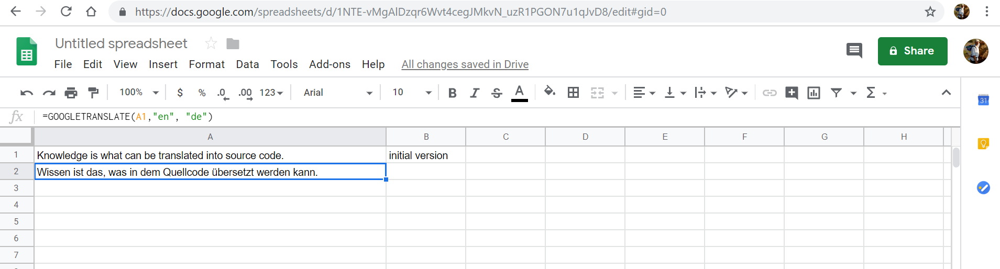 https://docs.google.com/spreadsheets/d/1NTE-vMgAlDzqr6Wvt4cegJMkvN_uzR1PGON7u1qJvD8/edit#gid=0
Untitled spreadsheet
File Edit View Insert Format Data Tools Add-ons Help All changes saved in Drive
Share
100% $ % .0 .00 123 Arial 10 B I S A Σ
31
fx =GOOGLETRANSLATE(A1,"en", "de")
A B C D E F G H
1 Knowledge is what can be translated into source code. initial version
2 Wissen ist das, was in dem Quellcode übersetzt werden kann.
3
4
5
6
7